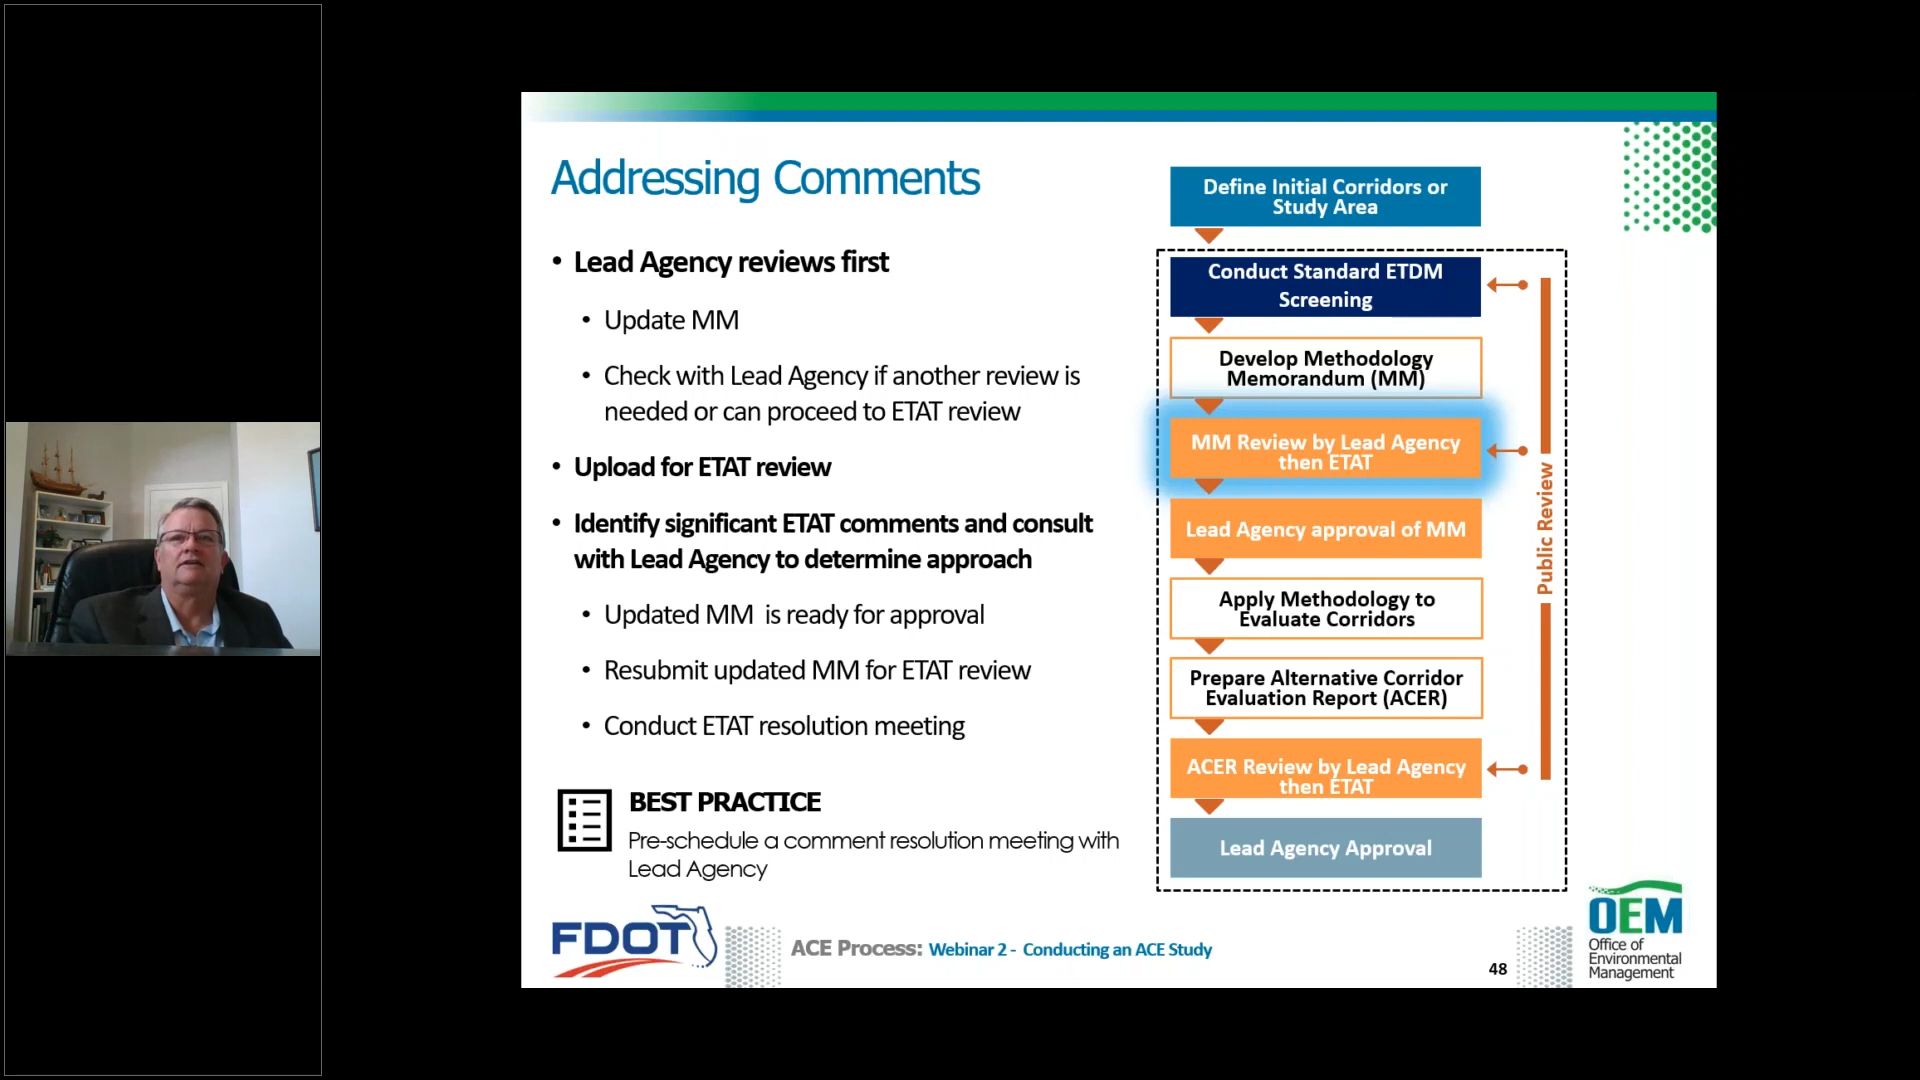 Addressing Comments
• Lead Agency reviews first
• Update MM
• Check with Lead Agency if another review is
needed or can proceed to ETAT review
• Upload for ETAT review
• Identify significant ETAT comments and consult
with Lead Agency to determine approach
• Updated MM is ready for approval
• Resubmit updated MM for ETAT review
• Conduct ETAT resolution meeting
BEST PRACTICE
Pre-schedule a comment resolution meeting with
Lead Agency
Define Initial Corridors or
Study Area
Conduct Standard ETDM
Screening
Develop Methodology
Memorandum (MM)
MM Review by Lead Agency
then ETAT
Lead Agency approval of MM
Apply Methodology to
Evaluate Corridors
Prepare Alternative Corridor
Evaluation Report (ACER)
ACER Review by Lead Agency
then ETAT
Lead Agency Approval
Public Review
FDOT
ACE Process: Webinar 2 - Conducting an ACE Study
48
OEM
Office of
Environmental
Management